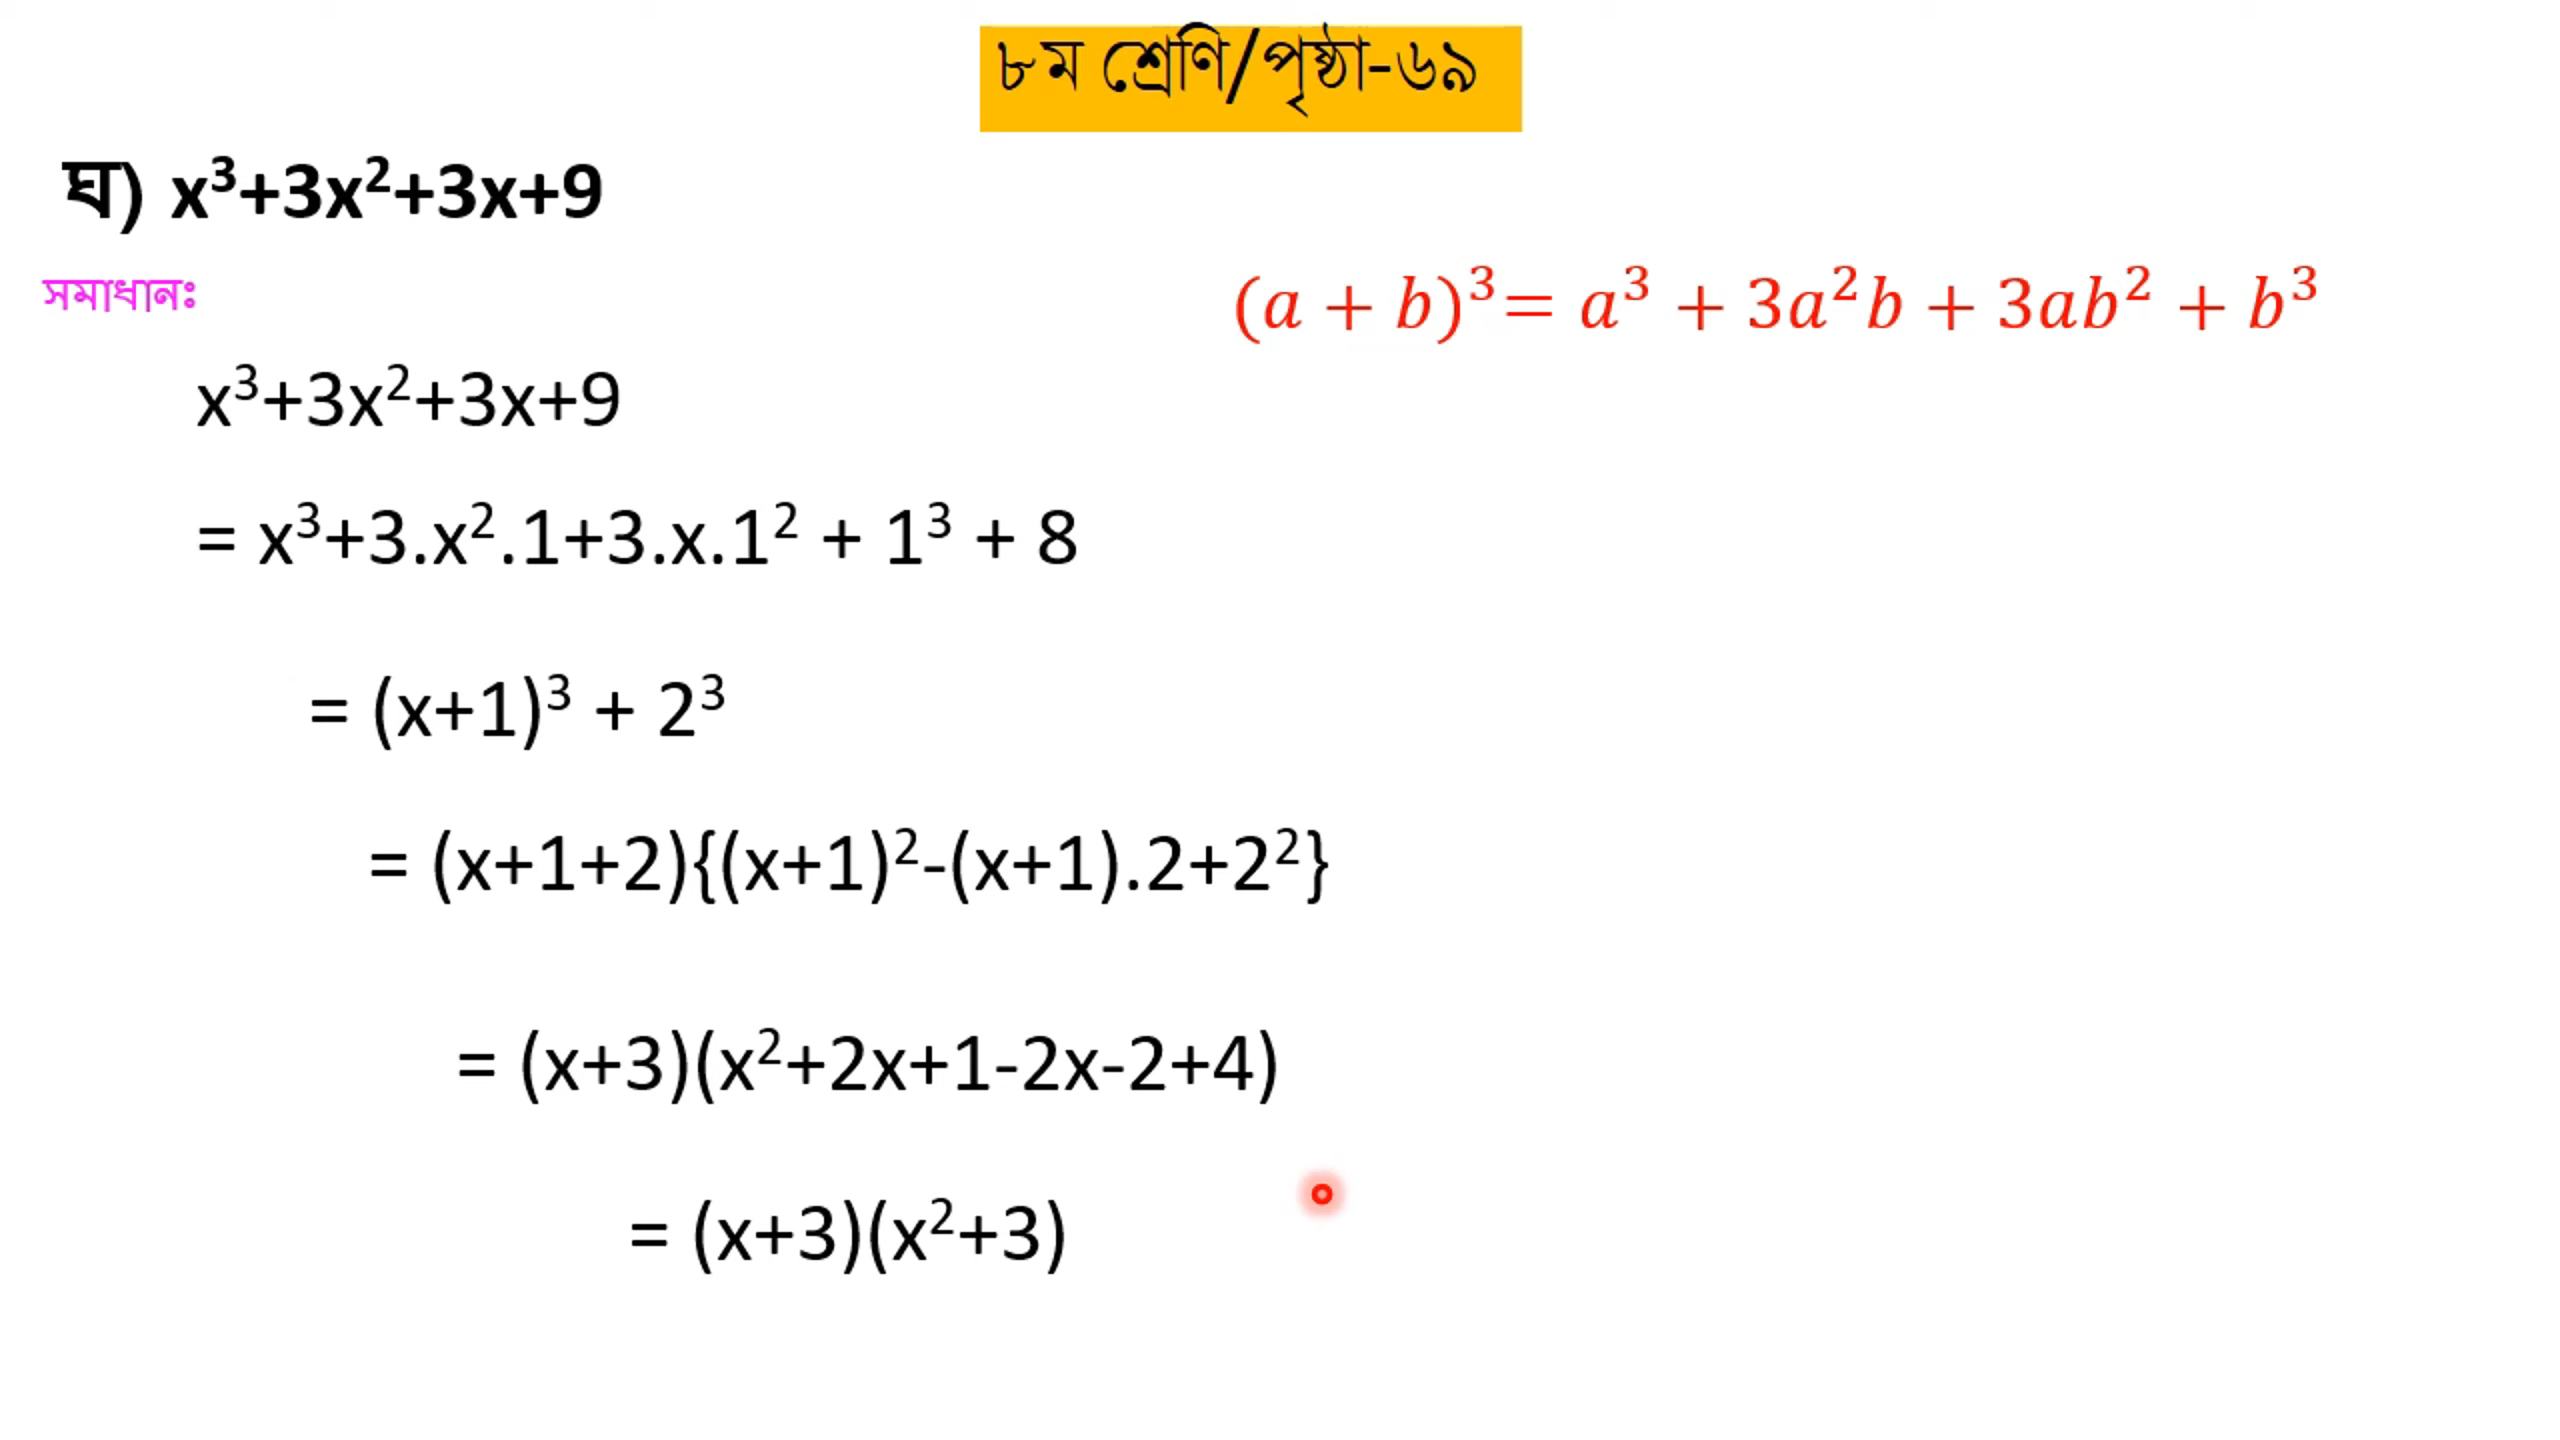 ৮ম শ্রেণি/পৃষ্ঠা-৬৯
ঘ) x³+3x²+3x+9
সমাধানঃ
(a + b)³= a³ + 3a²b + 3ab² + b³
x³+3x²+3x+9
= x³+3.x².1+3.x.1² + 1³ + 8
= (x+1)³ + 2³
= (x+1+2){(x+1)²-(x+1).2+2²}
= (x+3)(x²+2x+1-2x-2+4)
= (x+3)(x²+3)